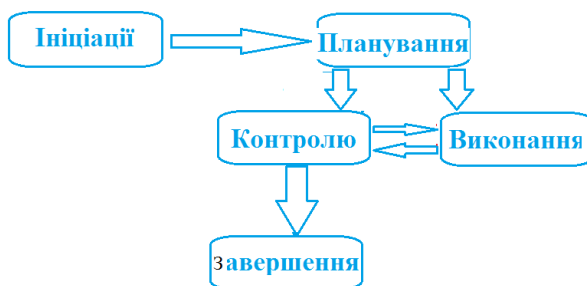 Ініціації
Планування
Контролю
Виконання
Завершення